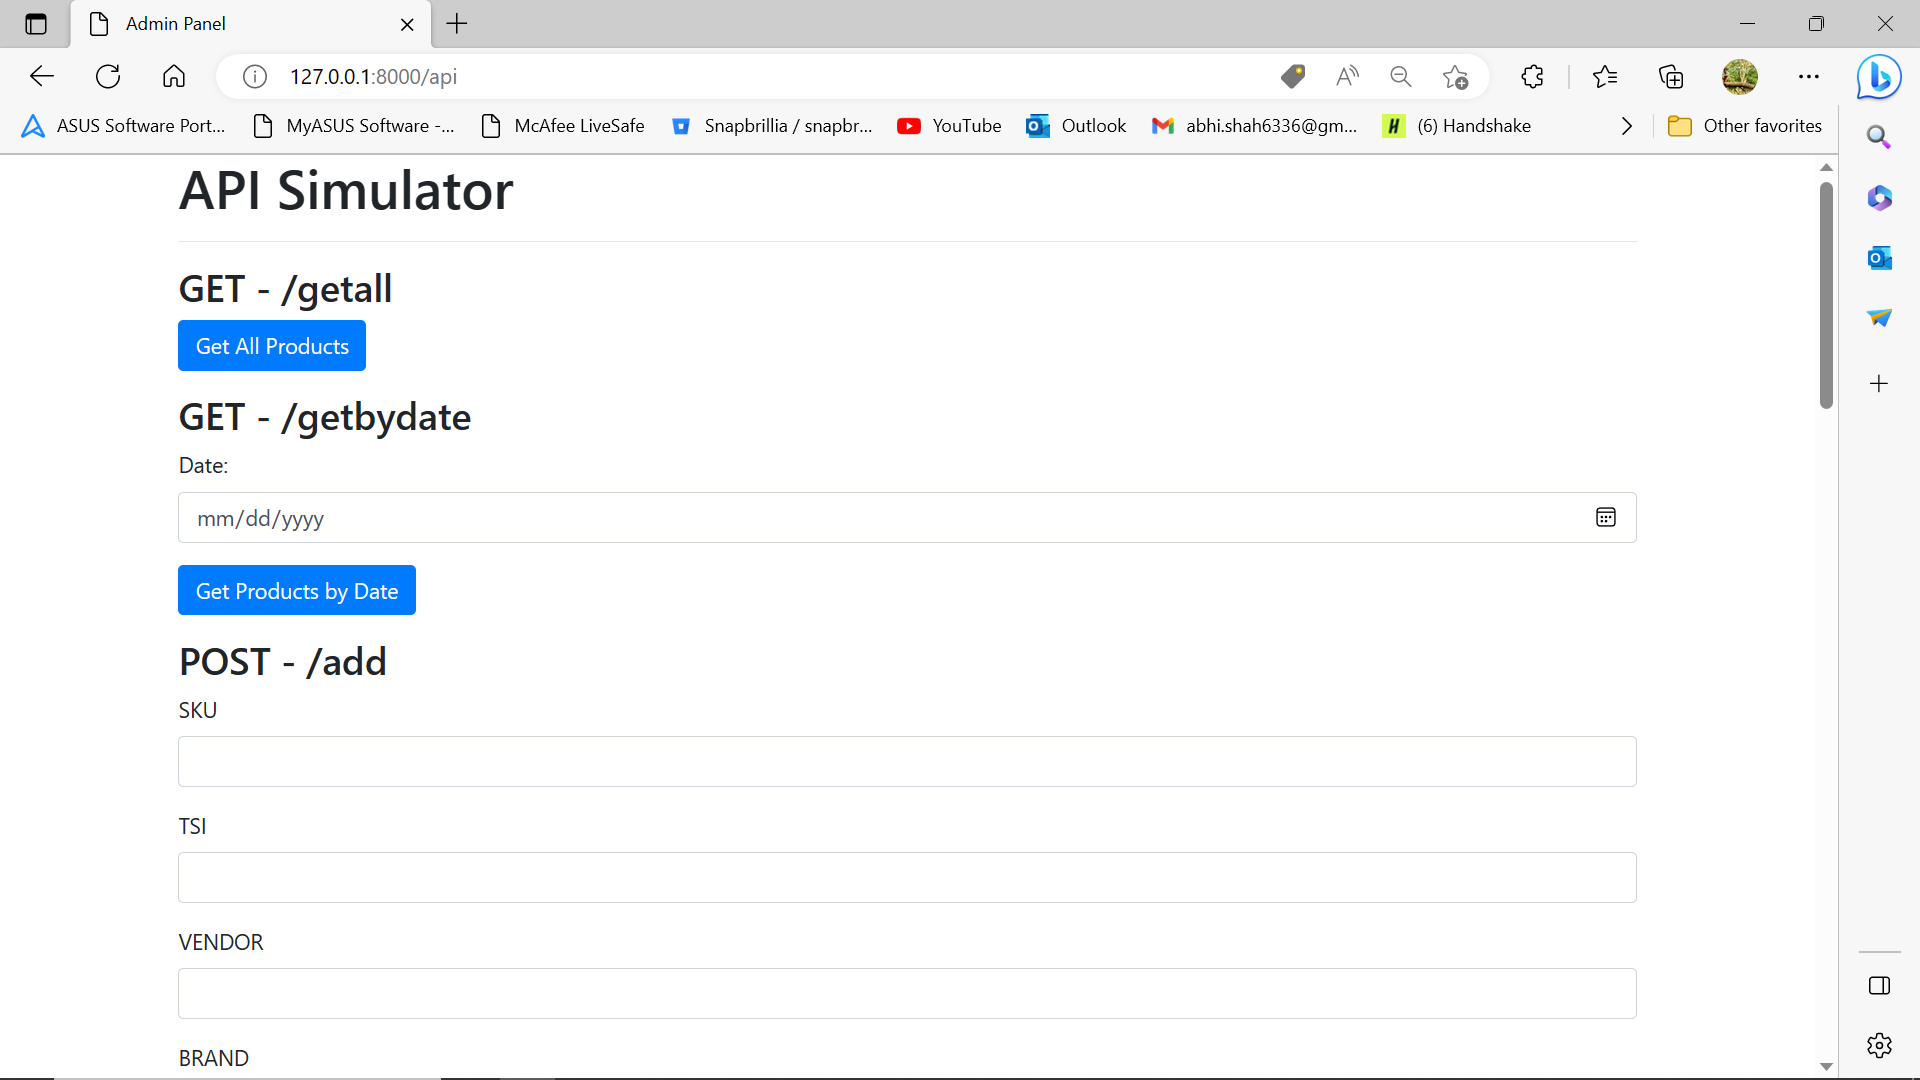 Admin Panel
127.0.0.1:8000/api
ASUS Software Port...
MyASUS Software -...
McAfee LiveSafe
Snapbrillia / snapbr...
YouTube
Outlook
abhi.shah6336@gm...
(6) Handshake
Other favorites
API Simulator
GET - /getall
Get All Products
GET - /getbydate
Date:
mm/dd/yyyy
Get Products by Date
POST - /add
SKU
TSI
VENDOR
BRAND